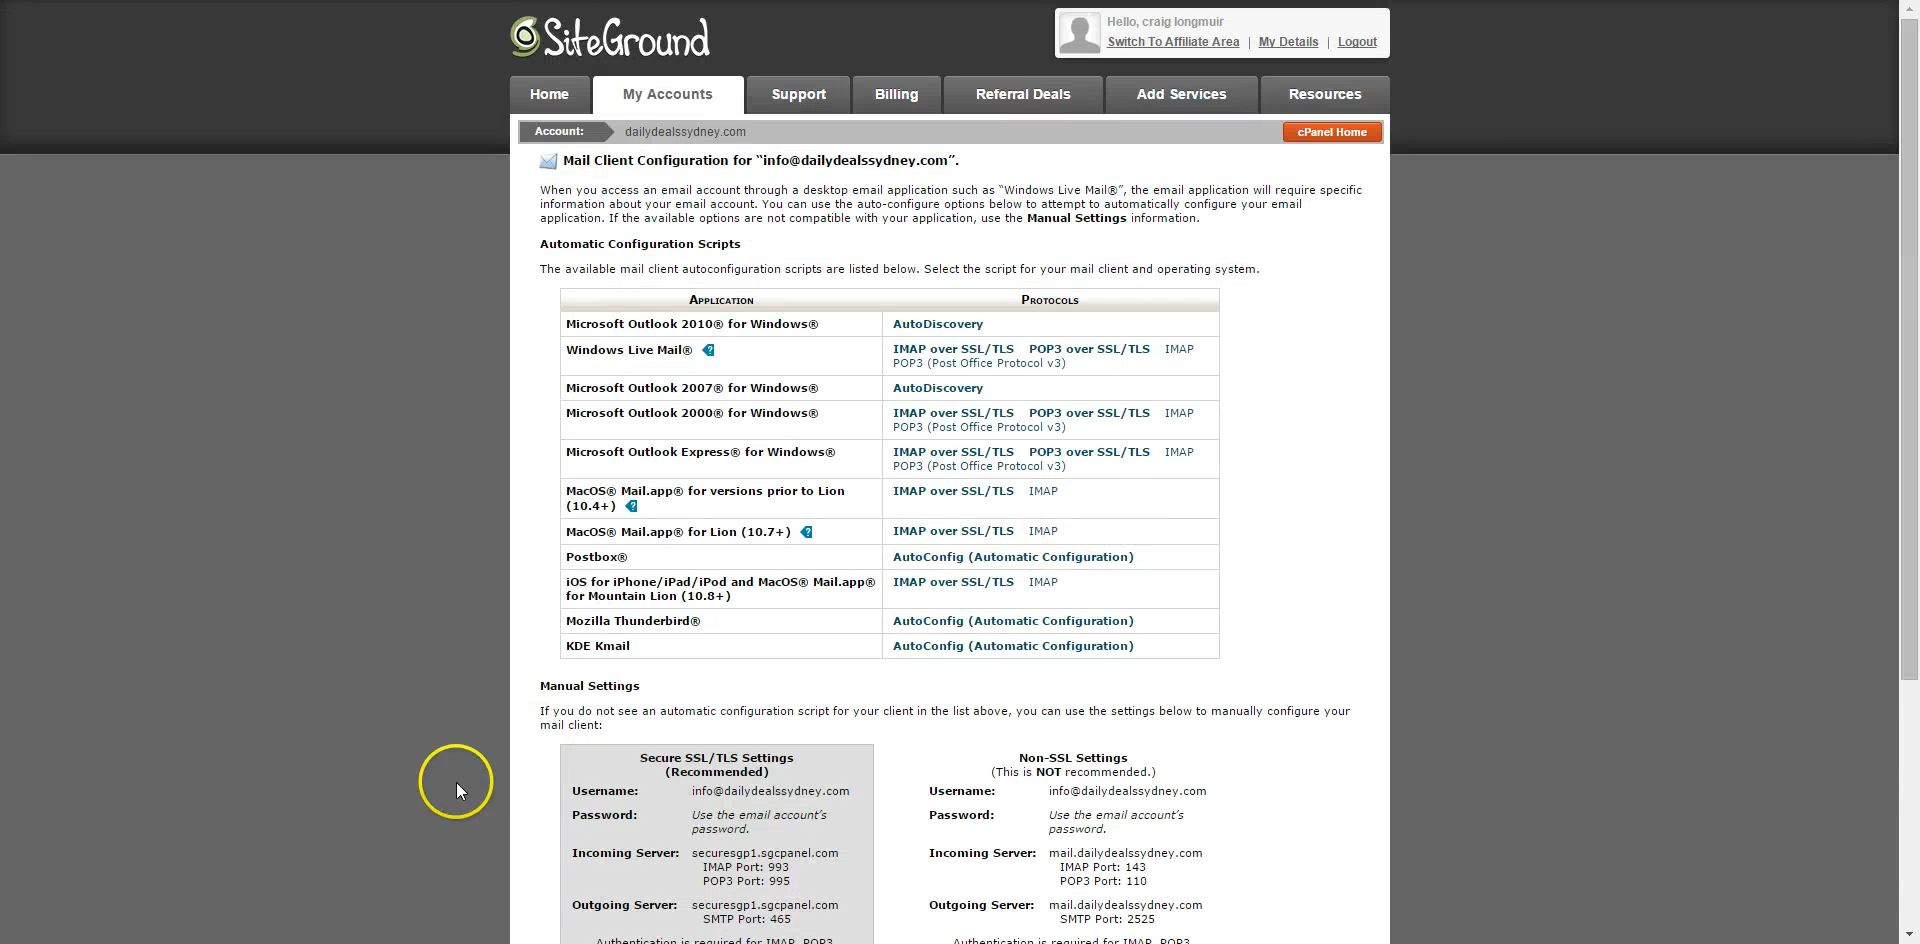 SiteGround
Hello, craig longmuir
Switch To Affiliate Area | My Details | Logout
Home My Accounts Support Billing Referral Deals Add Services Resources
Account: dailydealssydney.com cPanel Home
Mail Client Configuration for “info@dailydealssydney.com”.
When you access an email account through a desktop email application such as “Windows Live Mail®”, the email application will require specific
information about your email account. You can use the auto-configure options below to attempt to automatically configure your email
application. If the available options are not compatible with your application, use the Manual Settings information.
Automatic Configuration Scripts
The available mail client autoconfiguration scripts are listed below. Select the script for your mail client and operating system.
Application Protocols
Microsoft Outlook 2010® for Windows® AutoDiscovery
Windows Live Mail® ? IMAP over SSL/TLS POP3 over SSL/TLS IMAP
POP3 (Post Office Protocol v3)
Microsoft Outlook 2007® for Windows® AutoDiscovery
Microsoft Outlook 2000® for Windows® IMAP over SSL/TLS POP3 over SSL/TLS IMAP
POP3 (Post Office Protocol v3)
Microsoft Outlook Express® for Windows® IMAP over SSL/TLS POP3 over SSL/TLS IMAP
POP3 (Post Office Protocol v3)
MacOS® Mail.app® for versions prior to Lion IMAP over SSL/TLS IMAP
(10.4+) ?
MacOS® Mail.app® for Lion (10.7+) ? IMAP over SSL/TLS IMAP
Postbox® AutoConfig (Automatic Configuration)
iOS for iPhone/iPad/iPod and MacOS® Mail.app® IMAP over SSL/TLS IMAP
for Mountain Lion (10.8+)
Mozilla Thunderbird® AutoConfig (Automatic Configuration)
KDE Kmail AutoConfig (Automatic Configuration)
Manual Settings
If you do not see an automatic configuration script for your client in the list above, you can use the settings below to manually configure your
mail client:
Secure SSL/TLS Settings
(Recommended)
Username: info@dailydealssydney.com
Password: Use the email account’s
password.
Incoming Server: securesgp1.sgcpanel.com
IMAP Port: 993
POP3 Port: 995
Outgoing Server: securesgp1.sgcpanel.com
SMTP Port: 465
Authentication is required for IMAP, POP3
Non-SSL Settings
(This is NOT recommended.)
Username: info@dailydealssydney.com
Password: Use the email account’s
password.
Incoming Server: mail.dailydealssydney.com
IMAP Port: 143
POP3 Port: 110
Outgoing Server: mail.dailydealssydney.com
SMTP Port: 2525
Authentication is required for IMAP, POP3